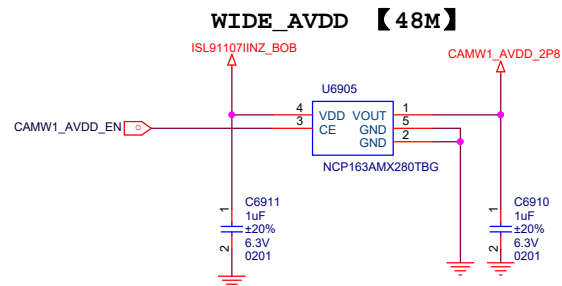 WIDE_AVDD 【48M】
ISL91107IINZ_BOB
CAMW1_AVDD_2P8
U6905
4 VDD VOUT 1
3 CE GND 5
GND 2
CAMW1_AVDD_EN
NCP163AMX280TBG
1
C6911
1uF
±20%
6.3V
0201
2
1
C6910
1uF
±20%
6.3V
0201
2